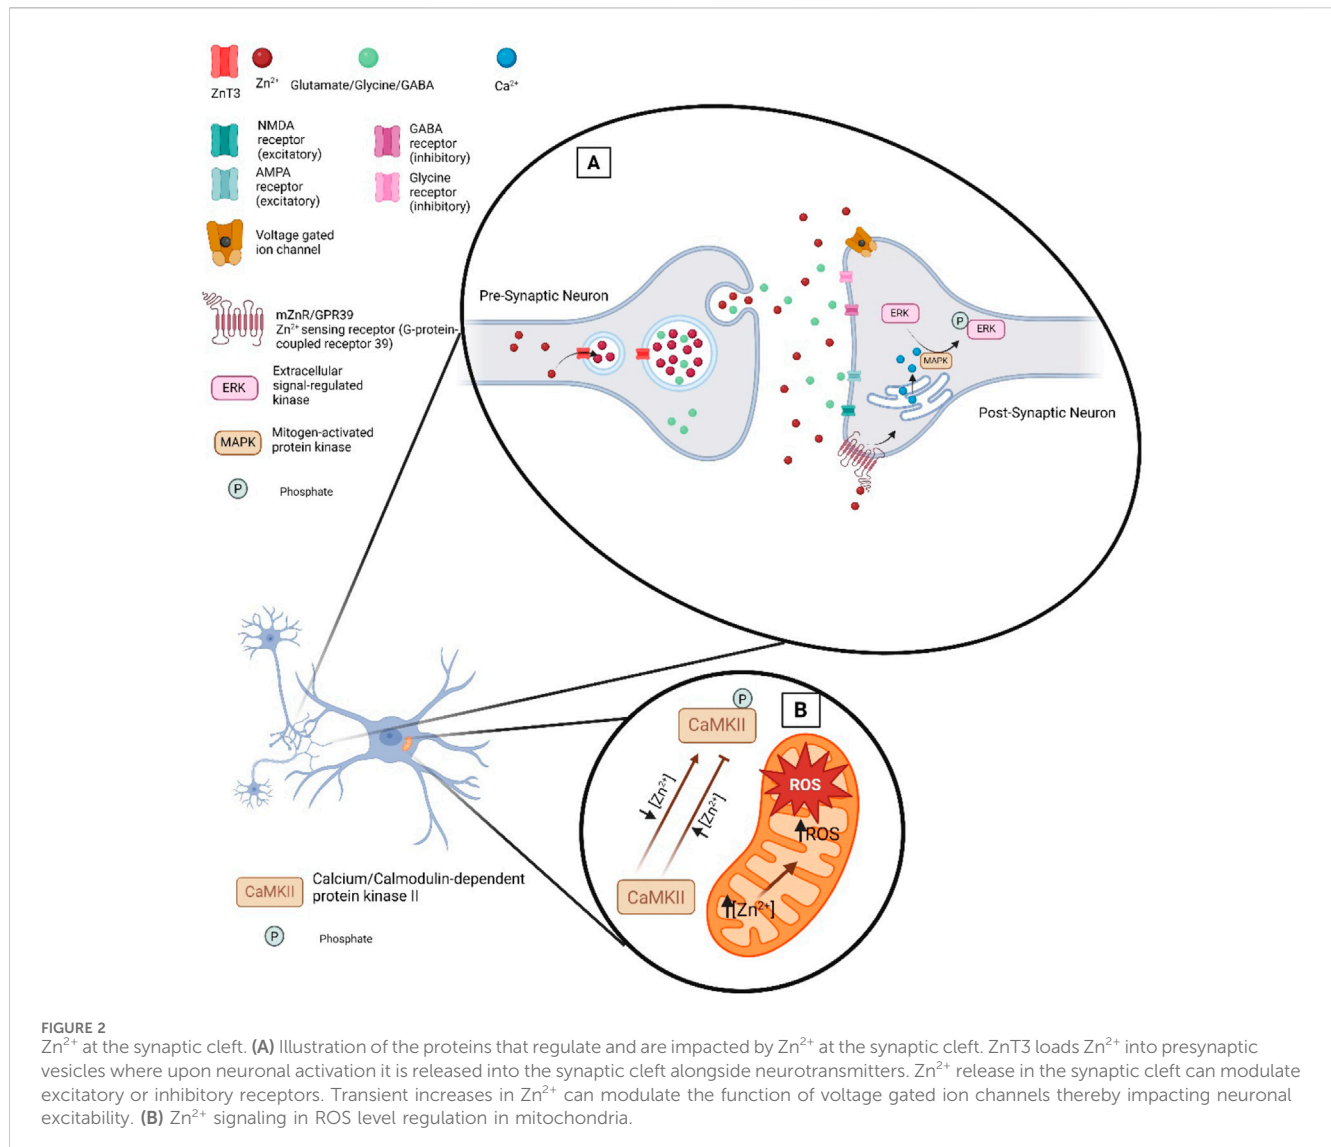 ZnT3
Zn²⁺
Glutamate/Glycine/GABA
Ca²⁺
NMDA
receptor
(excitatory)
GABA
receptor
(inhibitory)
AMPA
receptor
(excitatory)
Glycine
receptor
(inhibitory)
Voltage gated
ion channel
mZnR/GPR39
Zn²⁺ sensing receptor (G-protein-
coupled receptor 39)
ERK
Extracellular
signal-regulated
kinase
MAPK
Mitogen-activated
protein kinase
P
Phosphate
A
Pre-Synaptic Neuron
ERK
P
ERK
MAPK
Post-Synaptic Neuron
B
P
CaMKII
[Zn²⁺]
[Zn²⁺]
CaMKII
ROS
ROS
[Zn²⁺]
CaMKII
Calcium/Calmodulin-dependent
protein kinase II
P
Phosphate
FIGURE 2
Zn²⁺ at the synaptic cleft. (A) Illustration of the proteins that regulate and are impacted by Zn²⁺ at the synaptic cleft. ZnT3 loads Zn²⁺ into presynaptic
vesicles where upon neuronal activation it is released into the synaptic cleft alongside neurotransmitters. Zn²⁺ release in the synaptic cleft can modulate
excitatory or inhibitory receptors. Transient increases in Zn²⁺ can modulate the function of voltage gated ion channels thereby impacting neuronal
excitability. (B) Zn²⁺ signaling in ROS level regulation in mitochondria.